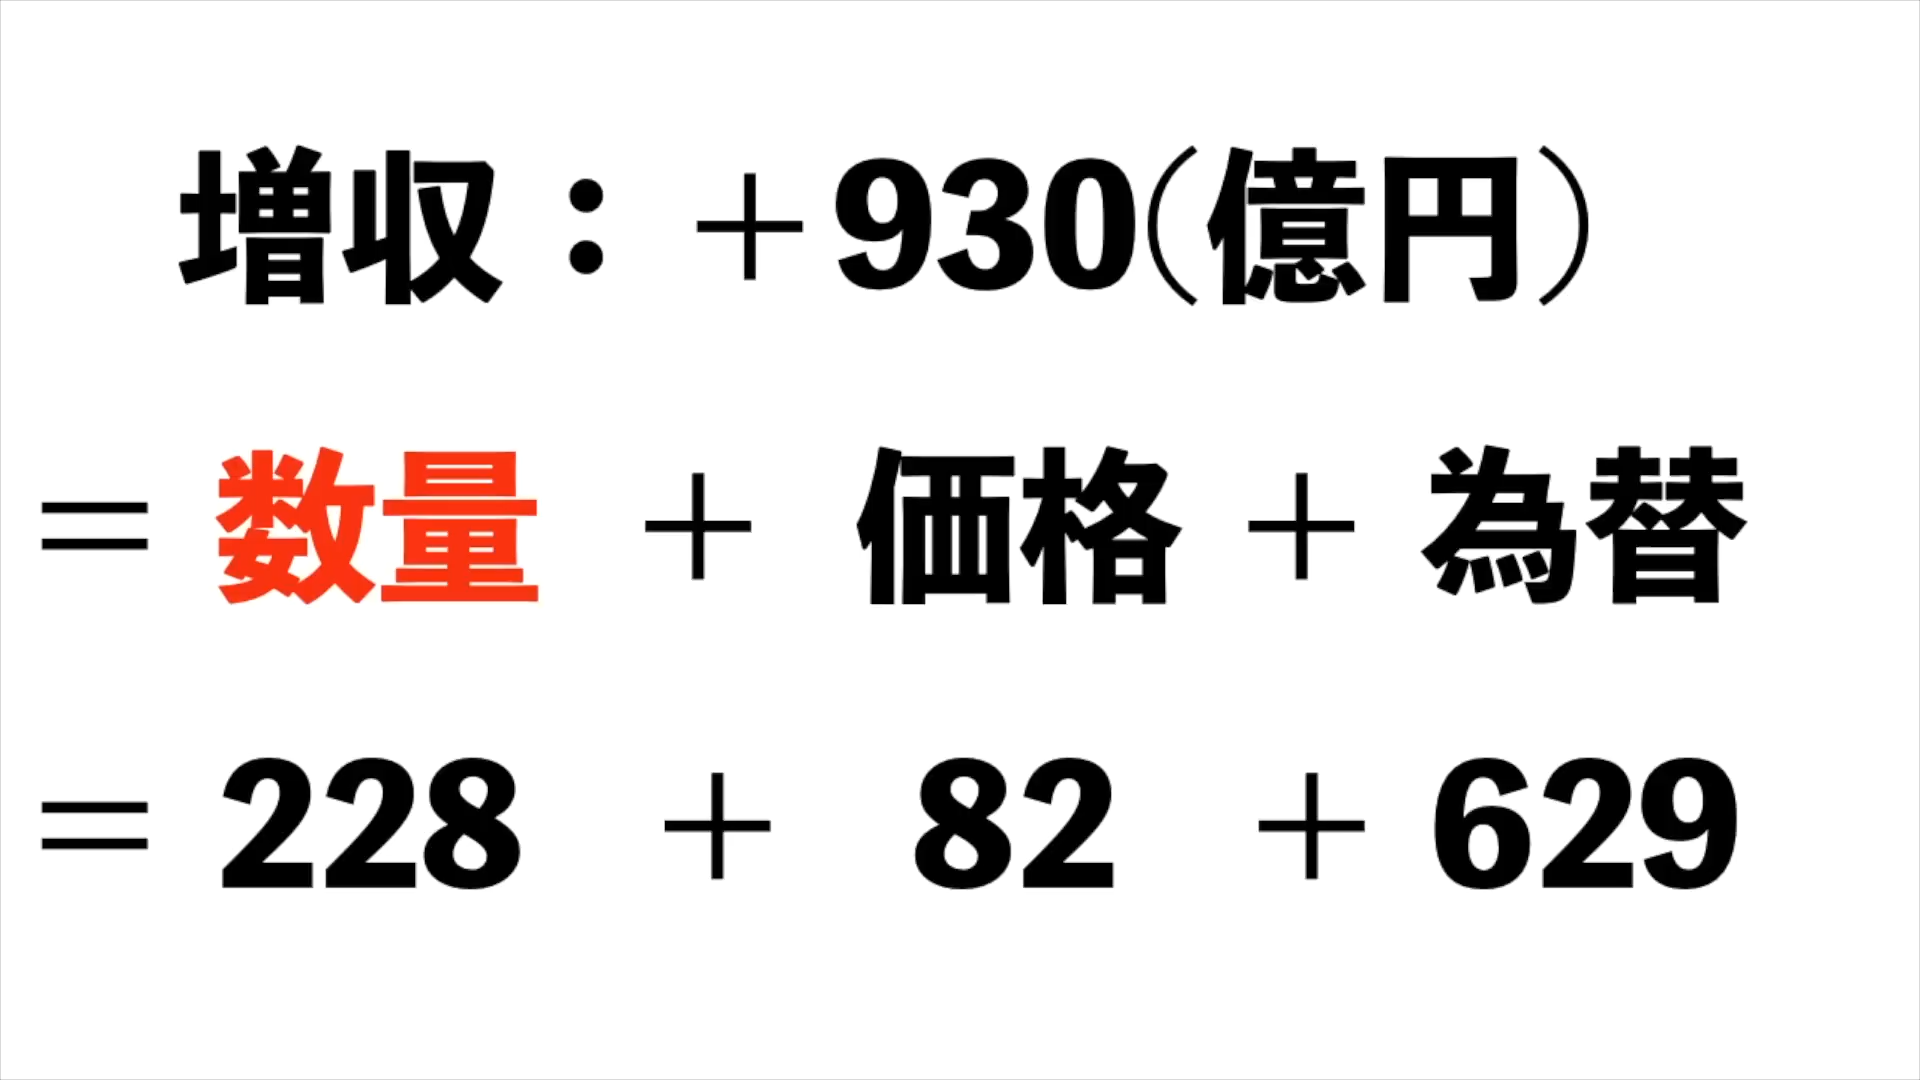 増収：＋930(億円)
＝ 数量 ＋ 価格 ＋ 為替
＝ 228 ＋ 82 ＋ 629